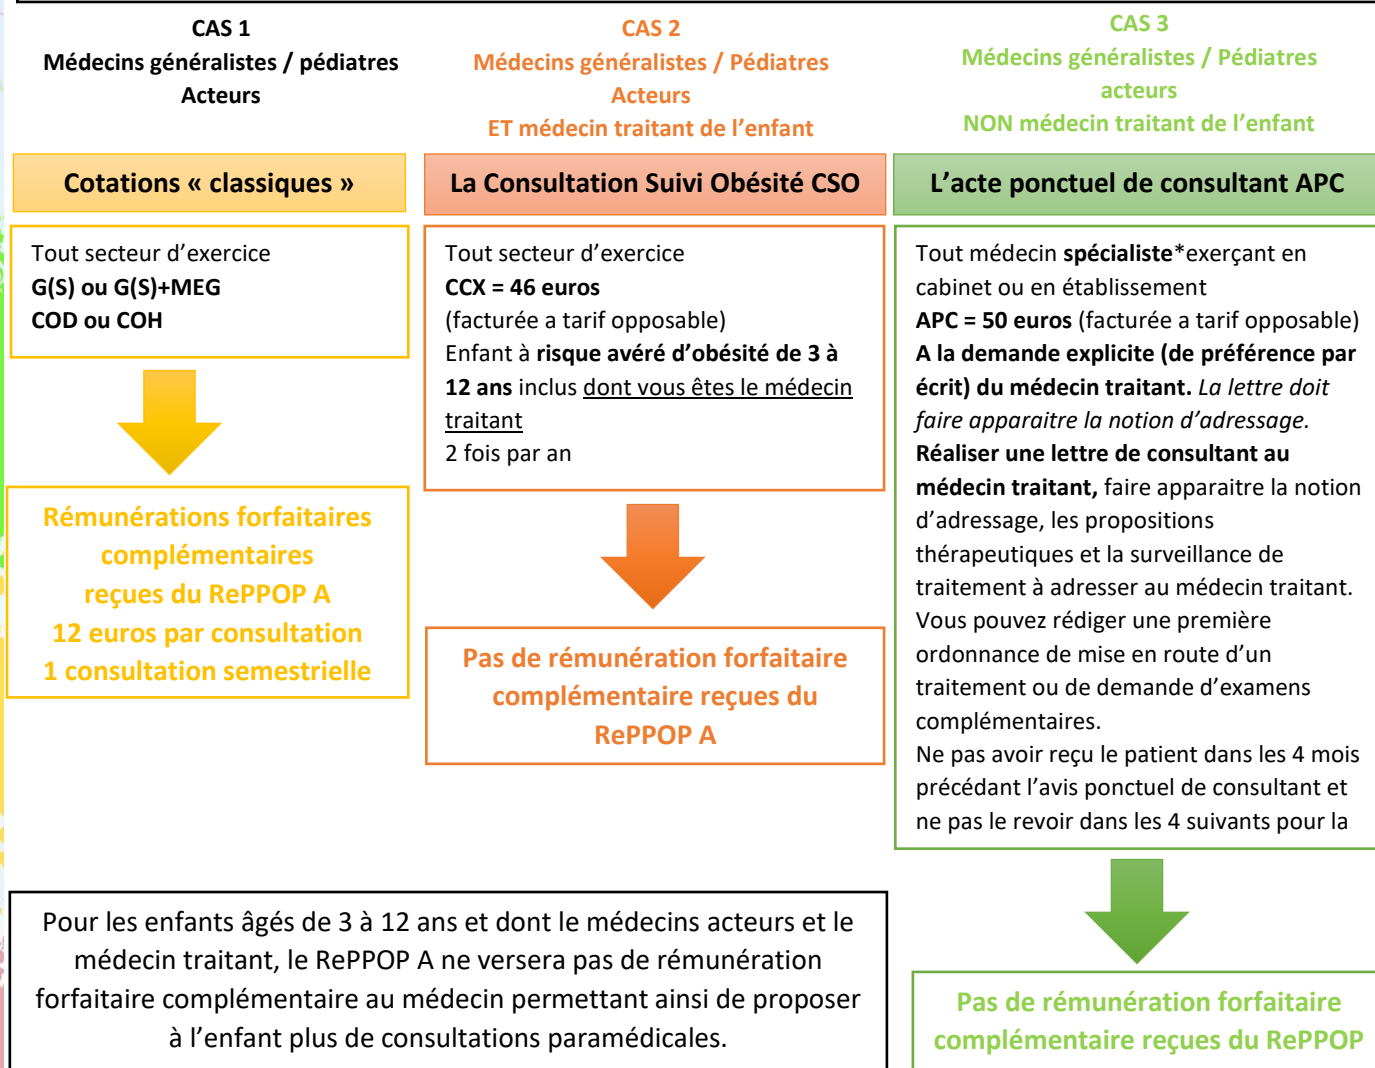 CAS 1
Médecins généralistes / pédiatres
Acteurs
CAS 2
Médecins généralistes / Pédiatres
Acteurs
ET médecin traitant de l’enfant
CAS 3
Médecins généralistes / Pédiatres
acteurs
NON médecin traitant de l’enfant
Cotations « classiques »
Tout secteur d’exercice
G(S) ou G(S)+MEG
COD ou COH
Rémunérations forfaitaires
complémentaires
reçues du RePPOP A
12 euros par consultation
1 consultation semestrielle
La Consultation Suivi Obésité CSO
Tout secteur d’exercice
CCX = 46 euros
(facturée a tarif opposable)
Enfant à risque avéré d’obésité de 3 à
12 ans inclus dont vous êtes le médecin
traitant
2 fois par an
Pas de rémunération forfaitaire
complémentaire reçues du
RePPOP A
L’acte ponctuel de consultant APC
Tout médecin spécialiste*exerçant en
cabinet ou en établissement
APC = 50 euros (facturée a tarif opposable)
A la demande explicite (de préférence par
écrit) du médecin traitant. La lettre doit
faire apparaitre la notion d’adressage.
Réaliser une lettre de consultant au
médecin traitant, faire apparaitre la notion
d’adressage, les propositions
thérapeutiques et la surveillance de
traitement à adresser au médecin traitant.
Vous pouvez rédiger une première
ordonnance de mise en route d’un
traitement ou de demande d’examens
complémentaires.
Ne pas avoir reçu le patient dans les 4 mois
précédant l’avis ponctuel de consultant et
ne pas le revoir dans les 4 suivants pour la
Pas de rémunération forfaitaire
complémentaire reçues du RePPOP
Pour les enfants âgés de 3 à 12 ans et dont le médecins acteurs et le
médecin traitant, le RePPOP A ne versera pas de rémunération
forfaitaire complémentaire au médecin permettant ainsi de proposer
à l’enfant plus de consultations paramédicales.